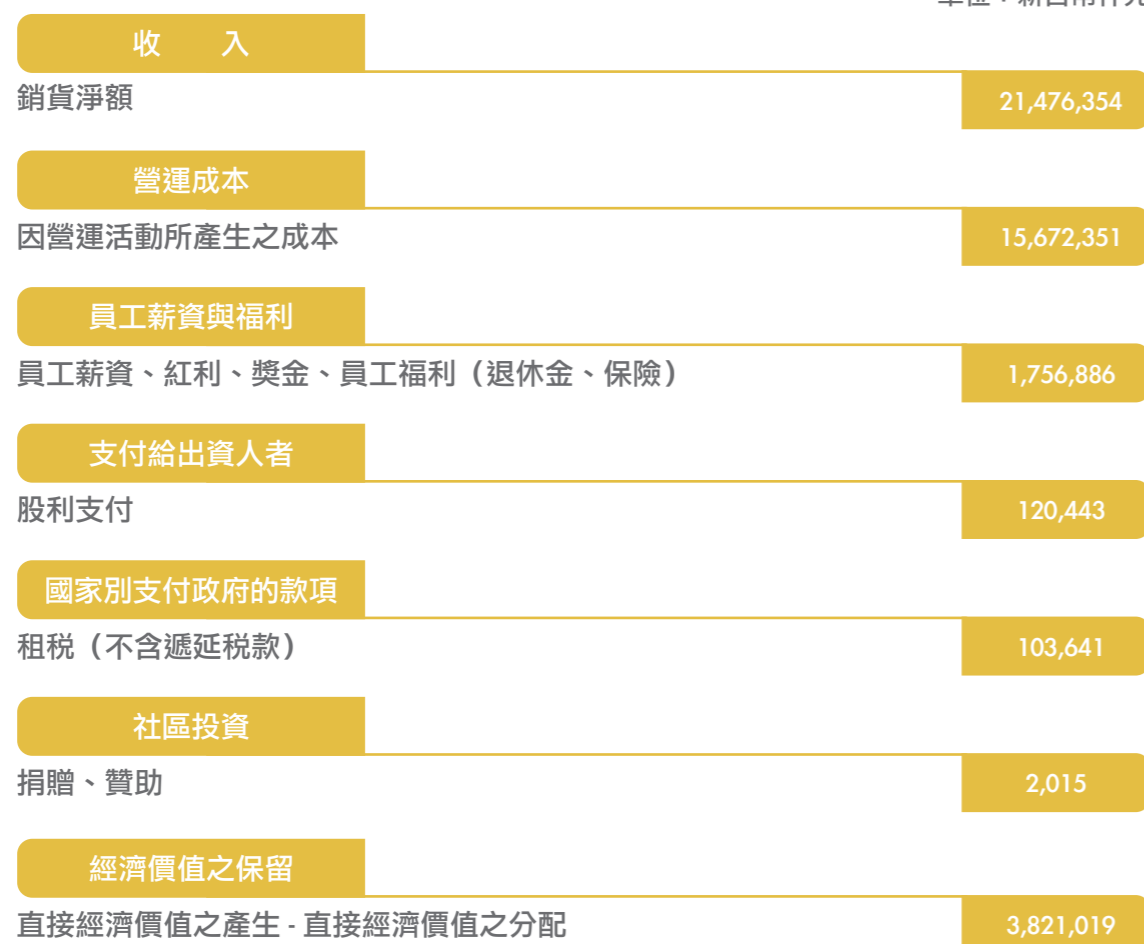 收 入
銷貨淨額
21,476,354
營運成本
因營運活動所產生之成本
15,672,351
員工薪資與福利
員工薪資、紅利、獎金、員工福利（退休金、保險）
1,756,886
支付給出資人者
股利支付
120,443
國家別支付政府的款項
租稅（不含遞延稅款）
103,641
社區投資
捐贈、贊助
2,015
經濟價值之保留
直接經濟價值之產生 - 直接經濟價值之分配
3,821,019